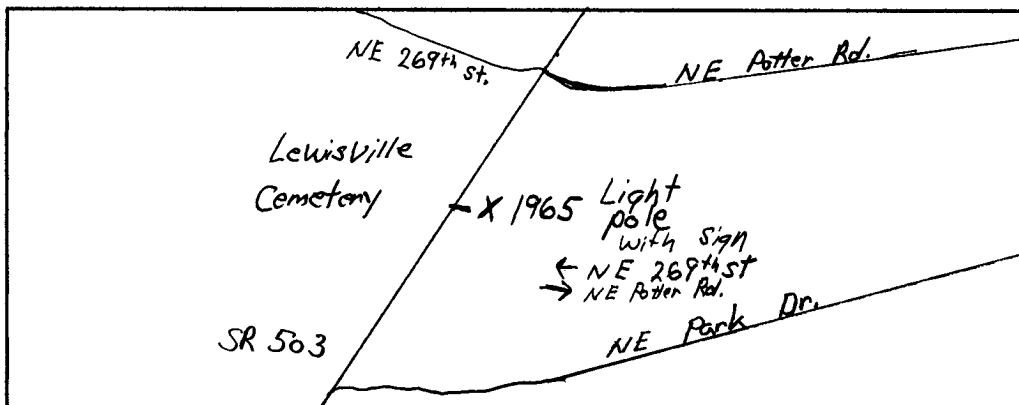 NE 269th st.
NE Potter Rd.
Lewisville
Cemetery
X 1965 Light
pole
with sign
← NE 269th st
→ NE Potter Rd.
SR 503
NE Park Dr.